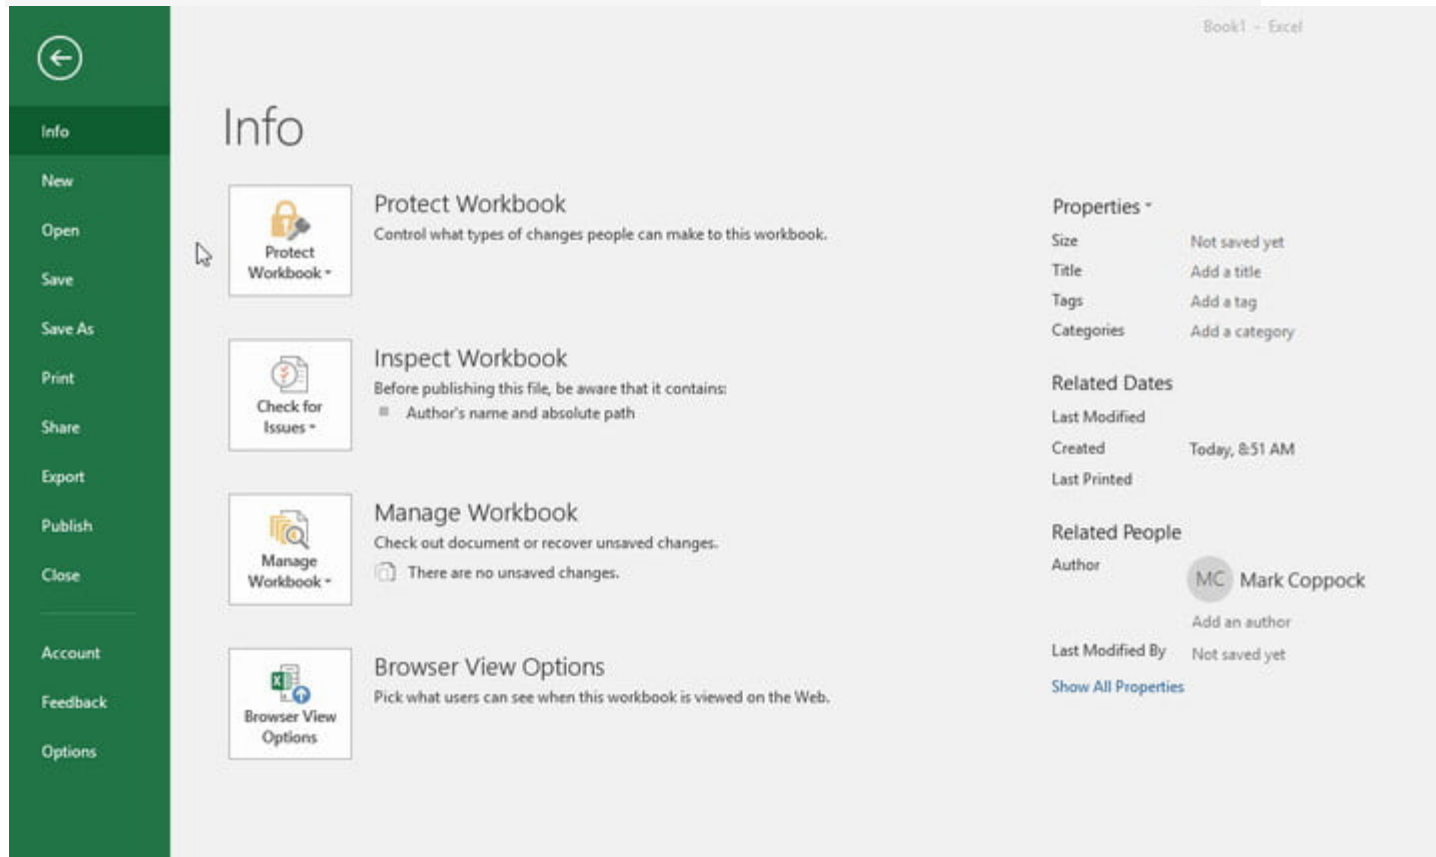 Book1 - Excel
Info
New
Open
Save
Save As
Print
Share
Export
Publish
Close
Account
Feedback
Options
Info
Protect
Workbook
Protect Workbook
Control what types of changes people can make to this workbook.
Check for
Issues
Inspect Workbook
Before publishing this file, be aware that it contains:
Author's name and absolute path
Manage
Workbook
Manage Workbook
Check out document or recover unsaved changes.
There are no unsaved changes.
Browser View
Options
Browser View Options
Pick what users can see when this workbook is viewed on the Web.
Properties
Size Not saved yet
Title Add a title
Tags Add a tag
Categories Add a category
Related Dates
Last Modified
Created Today, 8:51 AM
Last Printed
Related People
Author
MC Mark Coppock
Add an author
Last Modified By Not saved yet
Show All Properties